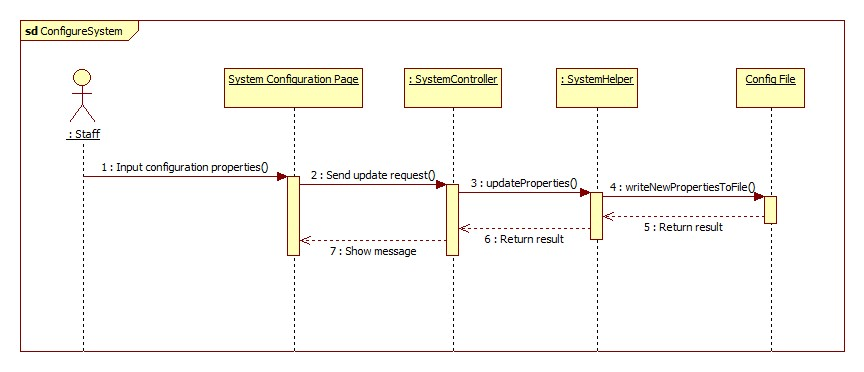 sd ConfigureSystem
System Configuration Page
: SystemController
: SystemHelper
Config File
: Staff
1 : Input configuration properties()
2 : Send update request()
3 : updateProperties()
4 : writeNewPropertiesToFile()
5 : Return result
6 : Return result
7 : Show message